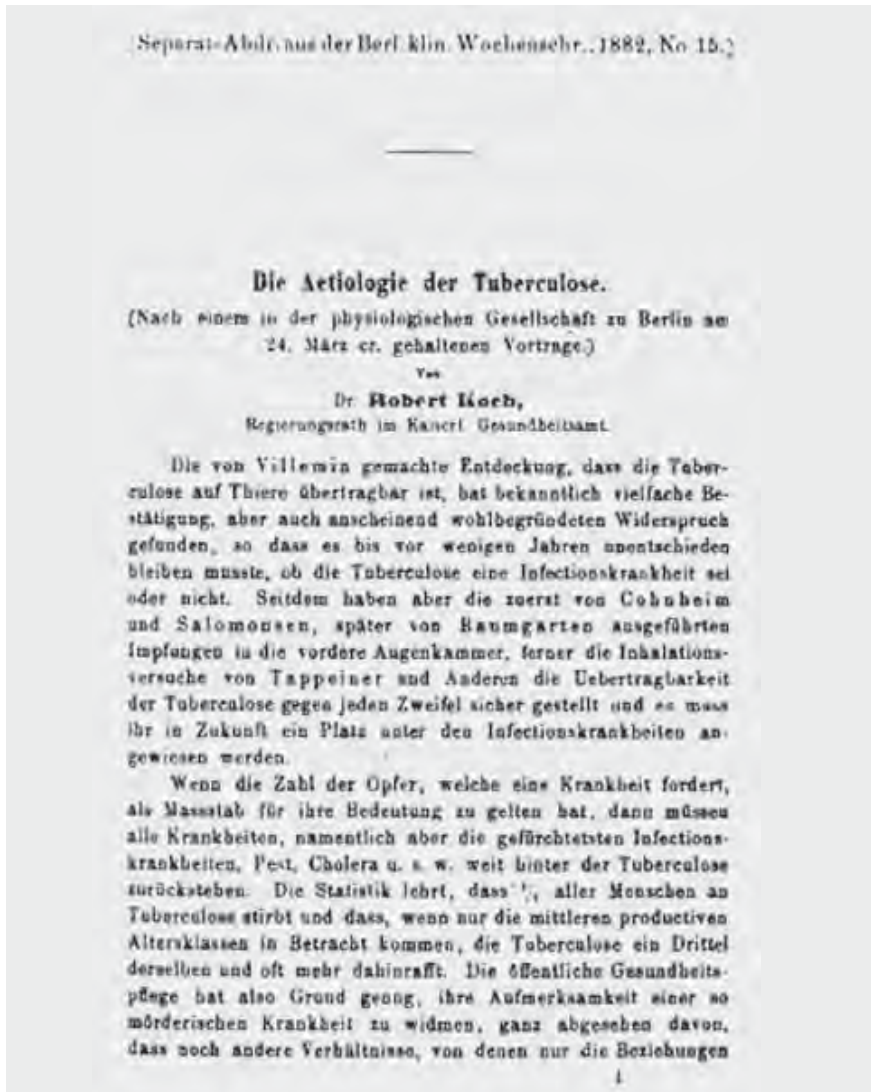 (Separat-Abdr. aus der Berl. klin. Wochenschr., 1882, No 15.)
Die Aetiologie der Tuberculose.
(Nach einem in der physiologischen Gesellschaft zu Berlin am
24. März cr. gehaltenen Vortrage.)
Von
Dr. Robert Koch,
Regierungsrath im Kaiserl. Gesundheitsamt.
Die von Villemin gemachte Entdeckung, dass die Tuber-
culose auf Thiere übertragbar ist, hat bekanntlich vielfache Be-
stätigung, aber auch anscheinend wohlbegründeten Widerspruch
gefunden, so dass es bis vor wenigen Jahren unentschieden
bleiben musste, ob die Tuberculose eine Infectionskrankheit sei
oder nicht. Seitdem haben aber die zuerst von Cohnheim
und Salomonsen, später von Baumgarten ausgeführten
Impfungen in die vordere Augenkammer, ferner die Inhalations-
versuche von Tappeiner und Anderen die Uebertragbarkeit
der Tuberculose gegen jeden Zweifel sicher gestellt und es muss
ihr in Zukunft ein Platz unter den Infectionskrankheiten an-
gewiesen werden.
Wenn die Zahl der Opfer, welche eine Krankheit fordert,
als Massstab für ihre Bedeutung zu gelten hat, dann müssen
alle Krankheiten, namentlich aber die gefürchtetsten Infections-
krankheiten, Pest, Cholera u. s. w. weit hinter der Tuberculose
zurückstehen. Die Statistik lehrt, dass aller Menschen an
Tuberculose stirbt und dass, wenn nur die mittleren productiven
Altersklassen in Betracht kommen, die Tuberculose ein Drittel
derselben und oft mehr dahinrafft. Die öffentliche Gesundheits-
pflege hat also Grund genug, ihre Aufmerksamkeit einer so
mörderischen Krankheit zu widmen, ganz abgesehen davon,
dass noch andere Verhältnisse, von denen nur die Beziehungen
1